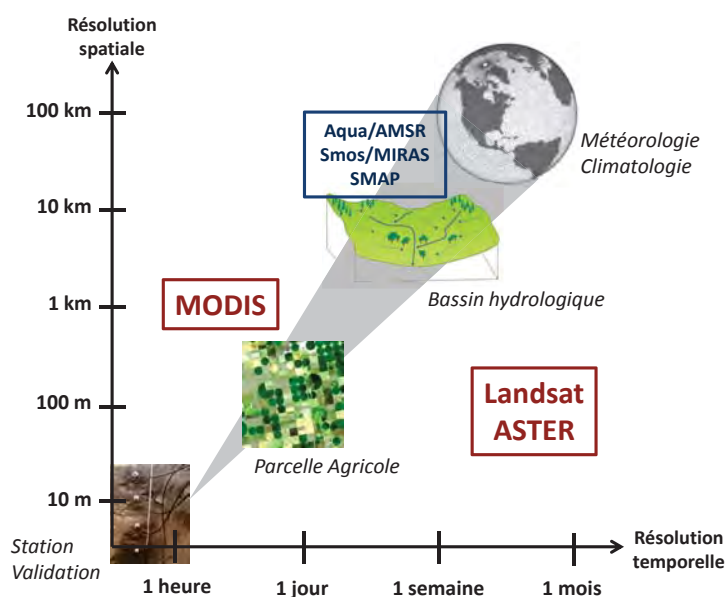 Résolution
spatiale
100 km
10 km
1 km
100 m
10 m
Aqua/AMSR
Smos/MIRAS
SMAP
Météorologie
Climatologie
Bassin hydrologique
MODIS
Landsat
ASTER
Parcelle Agricole
Station
Validation
1 heure
1 jour
1 semaine
1 mois
Résolution
temporelle